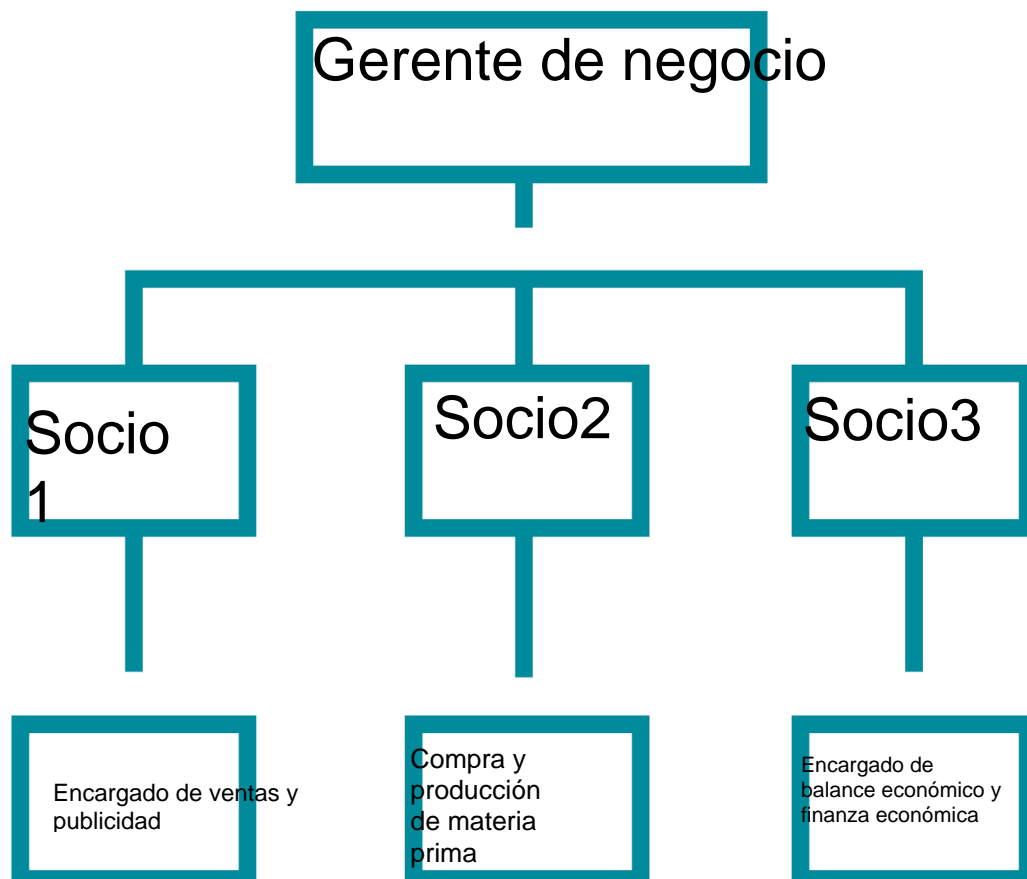 Gerente de negocio
Socio
1
Socio2
Socio3
Encargado de ventas y
publicidad
Compra y
producción
de materia
prima
Encargado de
balance económico y
finanza económica